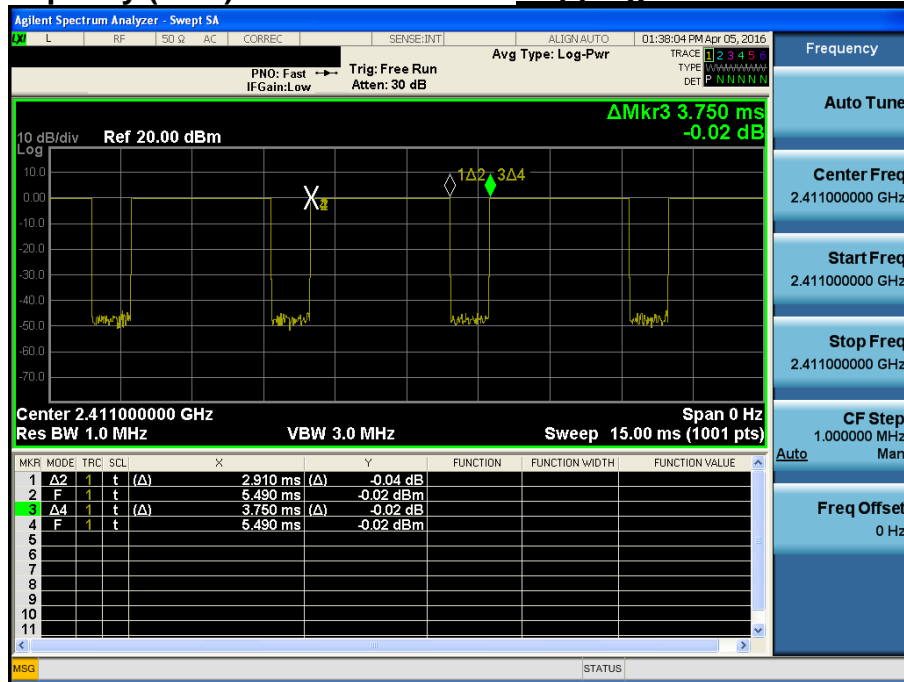 Agilent Spectrum Analyzer - Swept SA
LXI L RF 50 Ω AC CORREC SENSE:INT ALIGN AUTO 01:38:04 PM Apr 05, 2016
PNO: Fast
IFGain:Low
Trig: Free Run
Atten: 30 dB
Avg Type: Log-Pwr
TRACE 1 2 3 4 5 6
TYPE WWWWWW
DET P N N N N N
ΔMkr3 3.750 ms
-0.02 dB
10 dB/div Ref 20.00 dBm
Log
10.0
0.00
-10.0
-20.0
-30.0
-40.0
-50.0
-60.0
-70.0
1Δ2 3Δ4
X
Center 2.411000000 GHz Span 0 Hz
Res BW 1.0 MHz VBW 3.0 MHz Sweep 15.00 ms (1001 pts)
MKR MODE TRC SCL X Y FUNCTION FUNCTION WIDTH FUNCTION VALUE
1 Δ2 1 t (Δ) 2.910 ms (Δ) -0.04 dB
2 F 1 t 5.490 ms -0.02 dBm
3 Δ4 1 t (Δ) 3.750 ms (Δ) -0.02 dB
4 F 1 t 5.490 ms -0.02 dBm
5
6
7
8
9
10
11
MSG STATUS
Frequency
Auto Tune
Center Freq
2.411000000 GHz
Start Freq
2.411000000 GHz
Stop Freq
2.411000000 GHz
CF Step
1.000000 MHz
Auto Man
Freq Offset
0 Hz